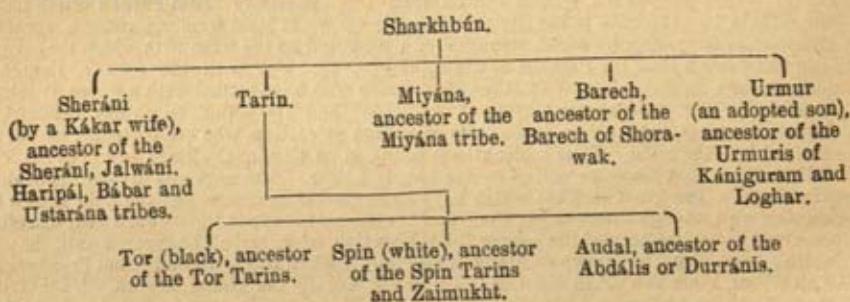 Sharkhbún.
Sheráni
(by a Kákar wife),
ancestor of the
Sherání, Jalwání,
Haripál, Bábar and
Ustarána tribes.
Tarín.
Miyána,
ancestor of the
Miyána tribe.
Barech,
ancestor of the
Barech of Shora-
wak.
Urmur
(an adopted son),
ancestor of the
Urmuris of
Kániguram and
Loghar.
Tor (black), ancestor
of the Tor Tarins.
Spin (white), ancestor
of the Spin Tarins
and Zaimukht.
Audal, ancestor of the
Abdális or Durránis.